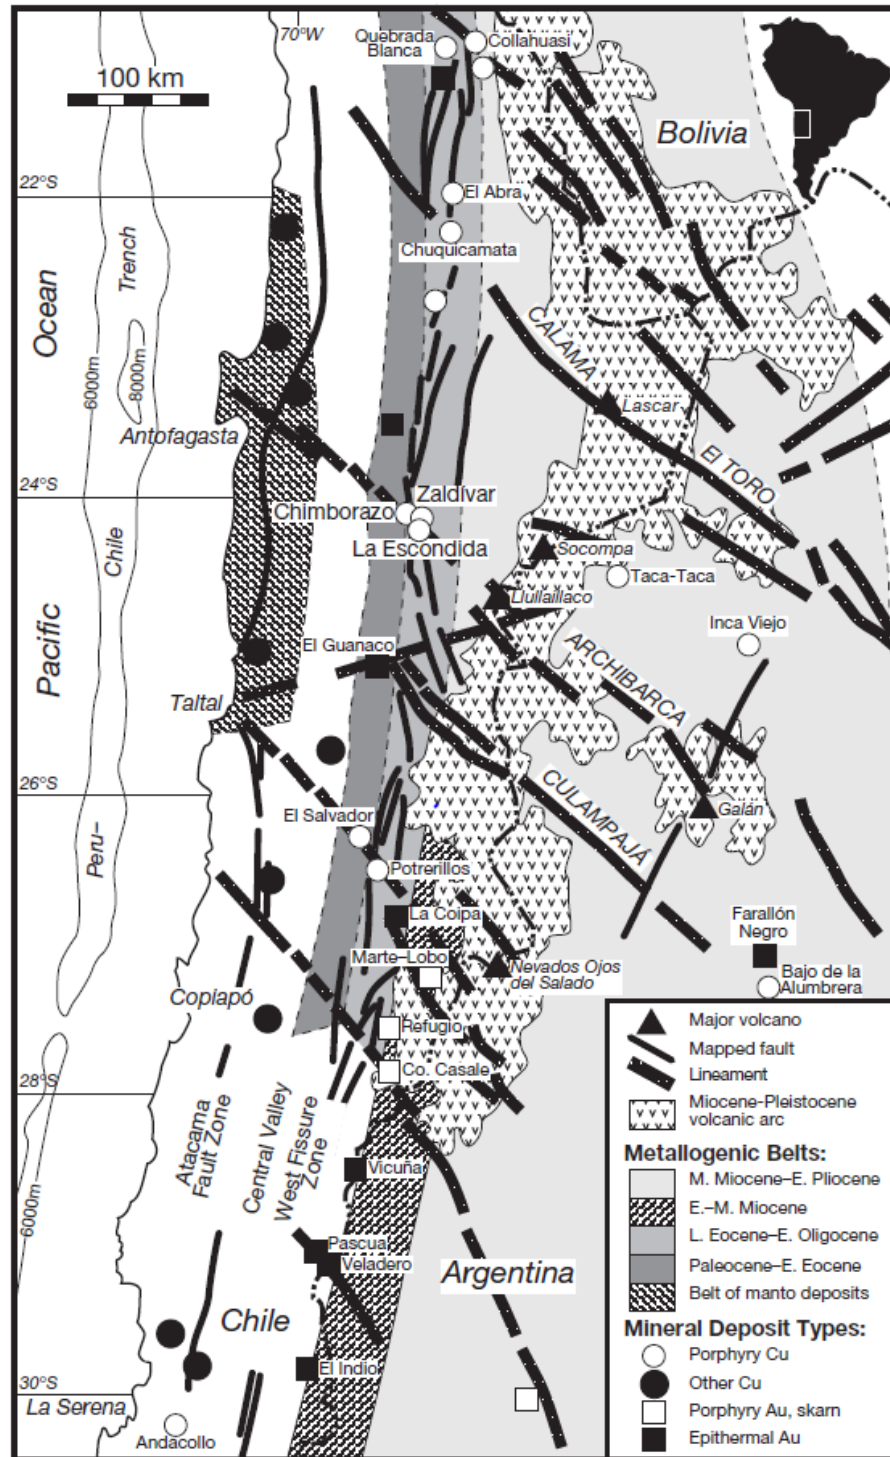 70°W
Quebrada
Blanca
Collahuasi
100 km
Bolivia
22°S
El Abra
Chuquicamata
Trench
Ocean
6000m
8000m
CALAMA
Lascar
Antofagasta
EL TORO
24°S
Chimborazo
Zaldívar
La Escondida
Socompa
Chile
Taca-Taca
Llullaillaco
Pacific
El Guanaco
Inca Viejo
ARCHIBARCA
Taltal
26°S
CULAMPAJÁ
Galán
El Salvador
Peru–
Potrerillos
La Coipa
Farallón
Negro
Marte–Lobo
Nevados Ojos
del Salado
Bajo de la
Alumbrera
Copiapó
Refugio
Co. Casale
28°S
Atacama
Fault Zone
Central Valley
West Fissure
Zone
6000m
Vicuña
Pascua
Veladero
Argentina
Chile
El Indio
30°S
La Serena
Andacollo
Major volcano
Mapped fault
Lineament
Miocene-Pleistocene
volcanic arc
Metallogenic Belts:
M. Miocene–E. Pliocene
E.–M. Miocene
L. Eocene–E. Oligocene
Paleocene–E. Eocene
Belt of manto deposits
Mineral Deposit Types:
Porphyry Cu
Other Cu
Porphyry Au, skarn
Epithermal Au